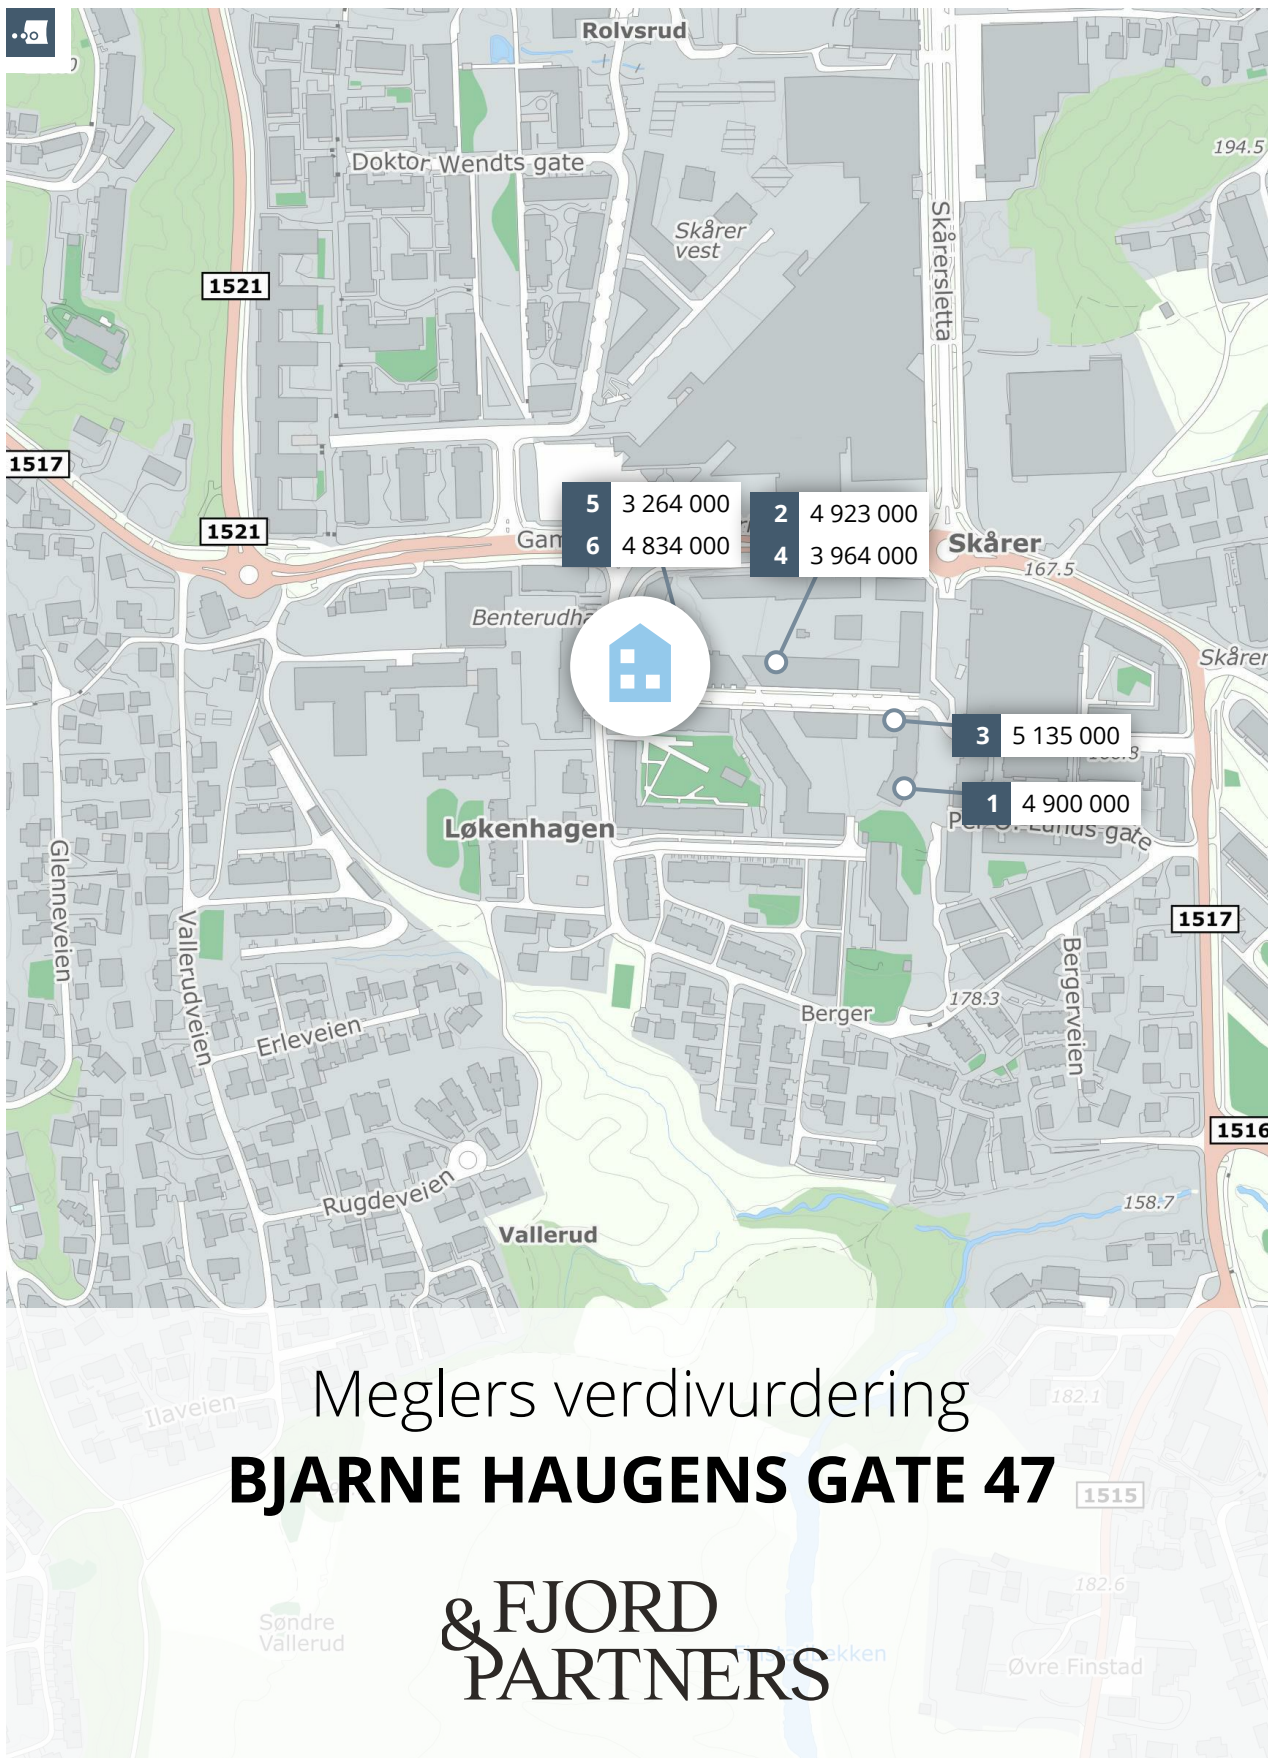 Rolvsrud
194.5
Doktor Wendts gate
Skårersletta
Skårer
vest
1521
1517
5 3 264 000
6 4 834 000
2 4 923 000
4 3 964 000
1521
Skårer
167.5
Skårer
3 5 135 000
1 4 900 000
Løkenhagen
Lunds gate
Glenneveien
Vallerudveien
1517
Bergerveien
178.3
Berger
Erleveien
1516
Rugdeveien
158.7
Vallerud
Meglers verdivurdering
182.1
Ilaveien
BJARNE HAUGENS GATE 47
1515
182.6
&FJORD
PARTNERS
Søndre
Vallerud
Finstadbekken
Øvre Finstad